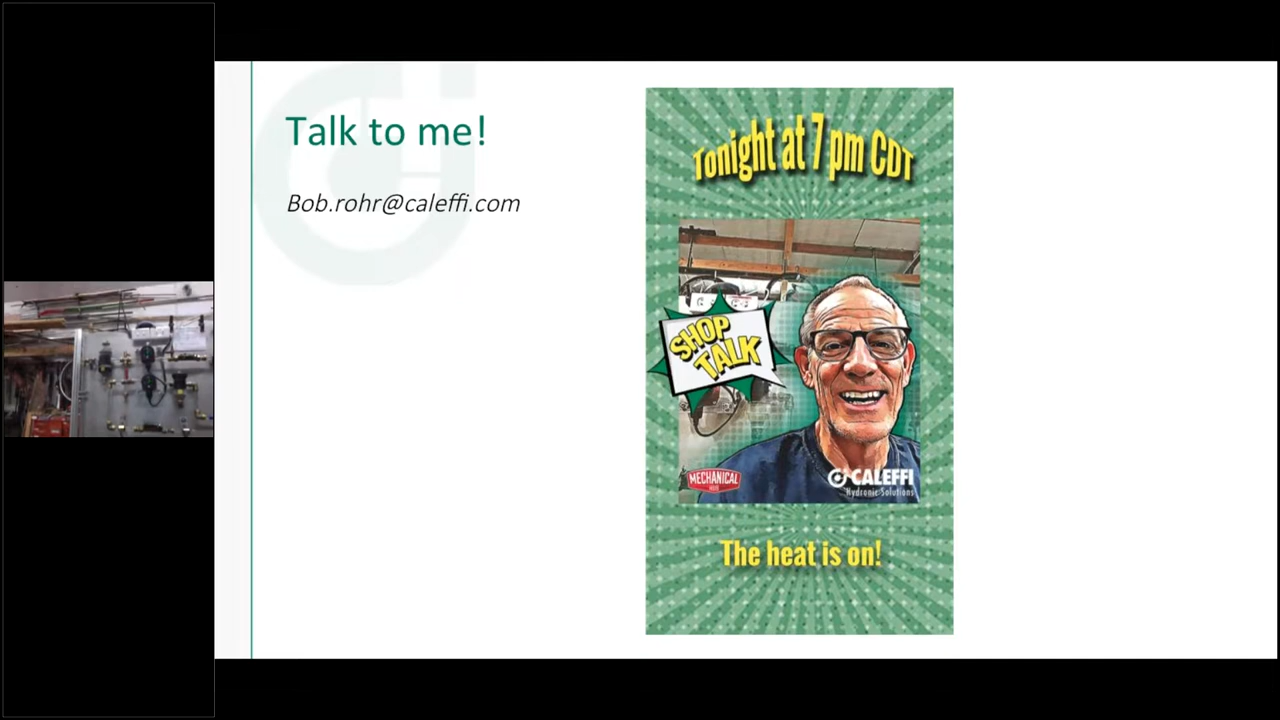 Talk to me!
Bob.rohr@caleffi.com
Tonight at 7 pm CDT
SHOP
TALK
MECHANICAL
CALEFFI
Hydronic Solutions
The heat is on!